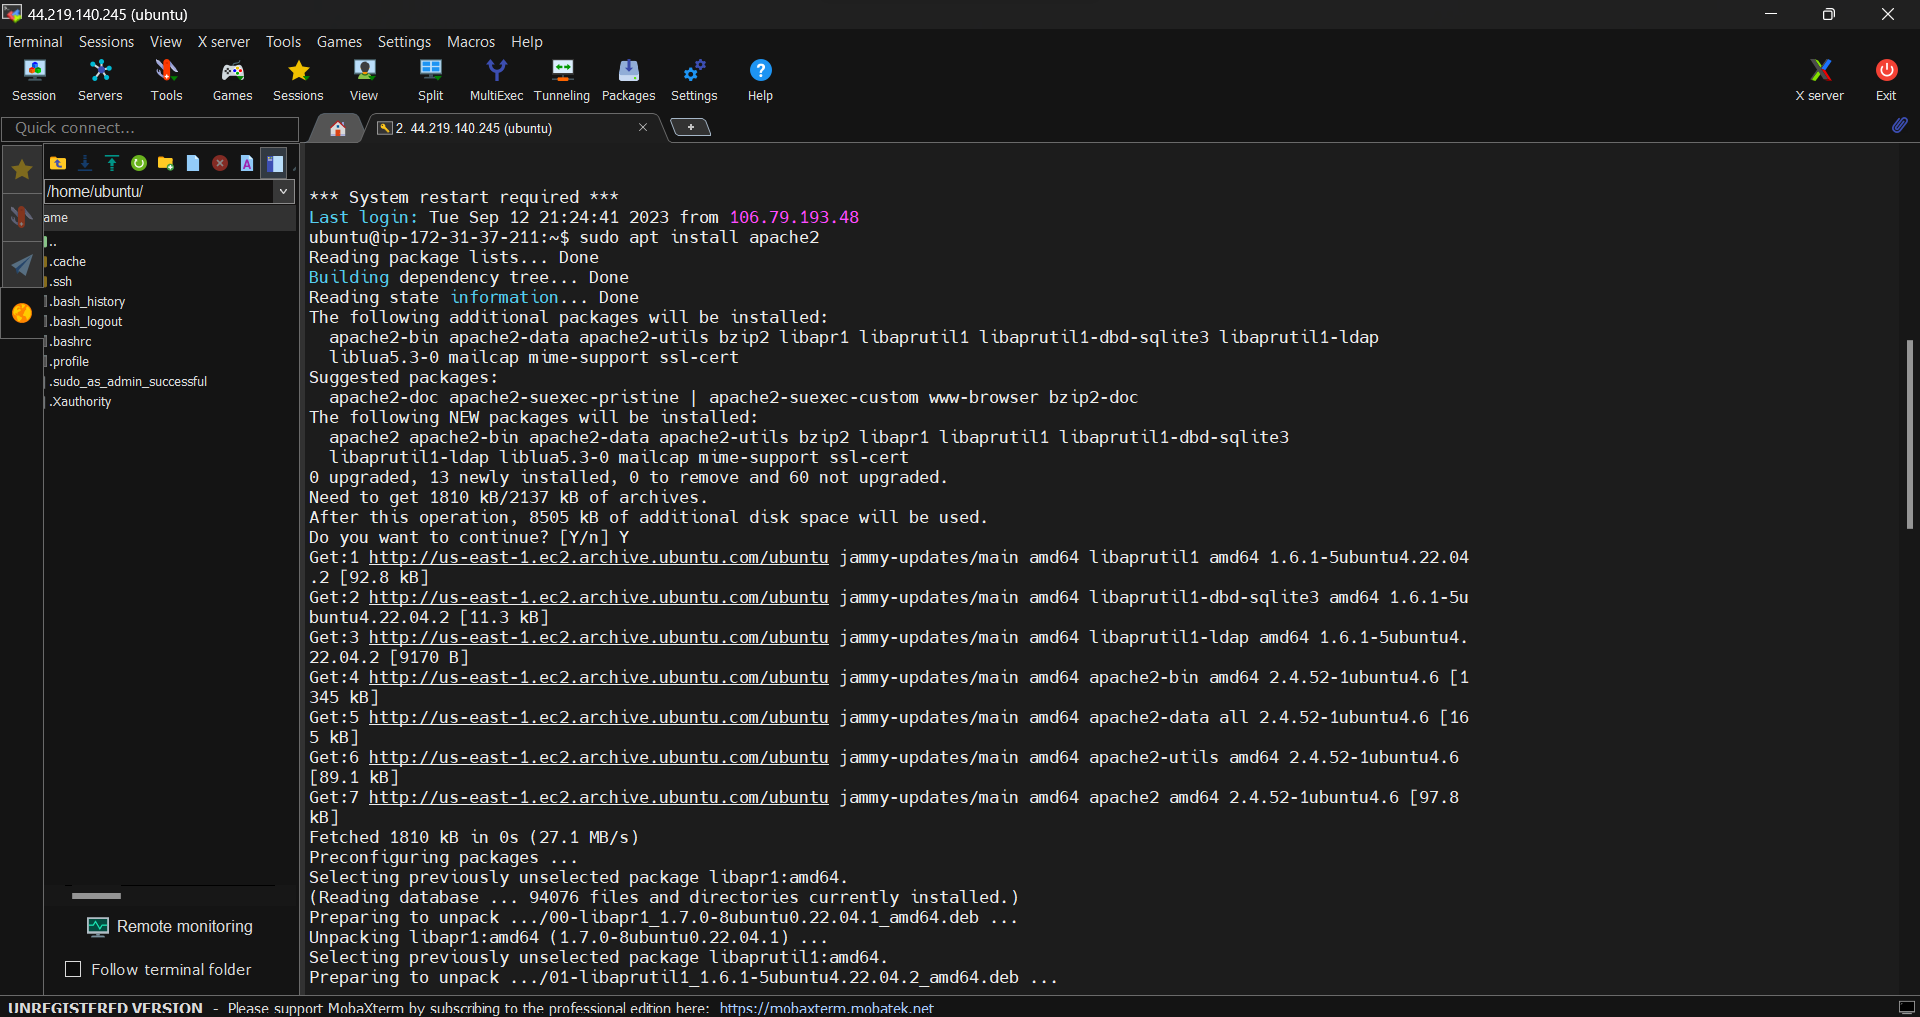 44.219.140.245 (ubuntu)
Terminal Sessions View X server Tools Games Settings Macros Help
Session Servers Tools Games Sessions View Split MultiExec Tunneling Packages Settings Help X server Exit
Quick connect...
2. 44.219.140.245 (ubuntu)
/home/ubuntu/
ame
..
.cache
.ssh
.bash_history
.bash_logout
.bashrc
.profile
.sudo_as_admin_successful
.Xauthority
Remote monitoring
Follow terminal folder
*** System restart required ***
Last login: Tue Sep 12 21:24:41 2023 from 106.79.193.48
ubuntu@ip-172-31-37-211:~$ sudo apt install apache2
Reading package lists... Done
Building dependency tree... Done
Reading state information... Done
The following additional packages will be installed:
  apache2-bin apache2-data apache2-utils bzip2 libapr1 libaprutil1 libaprutil1-dbd-sqlite3 libaprutil1-ldap
  liblua5.3-0 mailcap mime-support ssl-cert
Suggested packages:
  apache2-doc apache2-suexec-pristine | apache2-suexec-custom www-browser bzip2-doc
The following NEW packages will be installed:
  apache2 apache2-bin apache2-data apache2-utils bzip2 libapr1 libaprutil1 libaprutil1-dbd-sqlite3
  libaprutil1-ldap liblua5.3-0 mailcap mime-support ssl-cert
0 upgraded, 13 newly installed, 0 to remove and 60 not upgraded.
Need to get 1810 kB/2137 kB of archives.
After this operation, 8505 kB of additional disk space will be used.
Do you want to continue? [Y/n] Y
Get:1 http://us-east-1.ec2.archive.ubuntu.com/ubuntu jammy-updates/main amd64 libaprutil1 amd64 1.6.1-5ubuntu4.22.04
.2 [92.8 kB]
Get:2 http://us-east-1.ec2.archive.ubuntu.com/ubuntu jammy-updates/main amd64 libaprutil1-dbd-sqlite3 amd64 1.6.1-5u
buntu4.22.04.2 [11.3 kB]
Get:3 http://us-east-1.ec2.archive.ubuntu.com/ubuntu jammy-updates/main amd64 libaprutil1-ldap amd64 1.6.1-5ubuntu4.
22.04.2 [9170 B]
Get:4 http://us-east-1.ec2.archive.ubuntu.com/ubuntu jammy-updates/main amd64 apache2-bin amd64 2.4.52-1ubuntu4.6 [1
345 kB]
Get:5 http://us-east-1.ec2.archive.ubuntu.com/ubuntu jammy-updates/main amd64 apache2-data all 2.4.52-1ubuntu4.6 [16
5 kB]
Get:6 http://us-east-1.ec2.archive.ubuntu.com/ubuntu jammy-updates/main amd64 apache2-utils amd64 2.4.52-1ubuntu4.6
[89.1 kB]
Get:7 http://us-east-1.ec2.archive.ubuntu.com/ubuntu jammy-updates/main amd64 apache2 amd64 2.4.52-1ubuntu4.6 [97.8
kB]
Fetched 1810 kB in 0s (27.1 MB/s)
Preconfiguring packages ...
Selecting previously unselected package libapr1:amd64.
(Reading database ... 94076 files and directories currently installed.)
Preparing to unpack .../00-libapr1_1.7.0-8ubuntu0.22.04.1_amd64.deb ...
Unpacking libapr1:amd64 (1.7.0-8ubuntu0.22.04.1) ...
Selecting previously unselected package libaprutil1:amd64.
Preparing to unpack .../01-libaprutil1_1.6.1-5ubuntu4.22.04.2_amd64.deb ...
UNREGISTERED VERSION - Please support MobaXterm by subscribing to the professional edition here: https://mobaxterm.mobatek.net